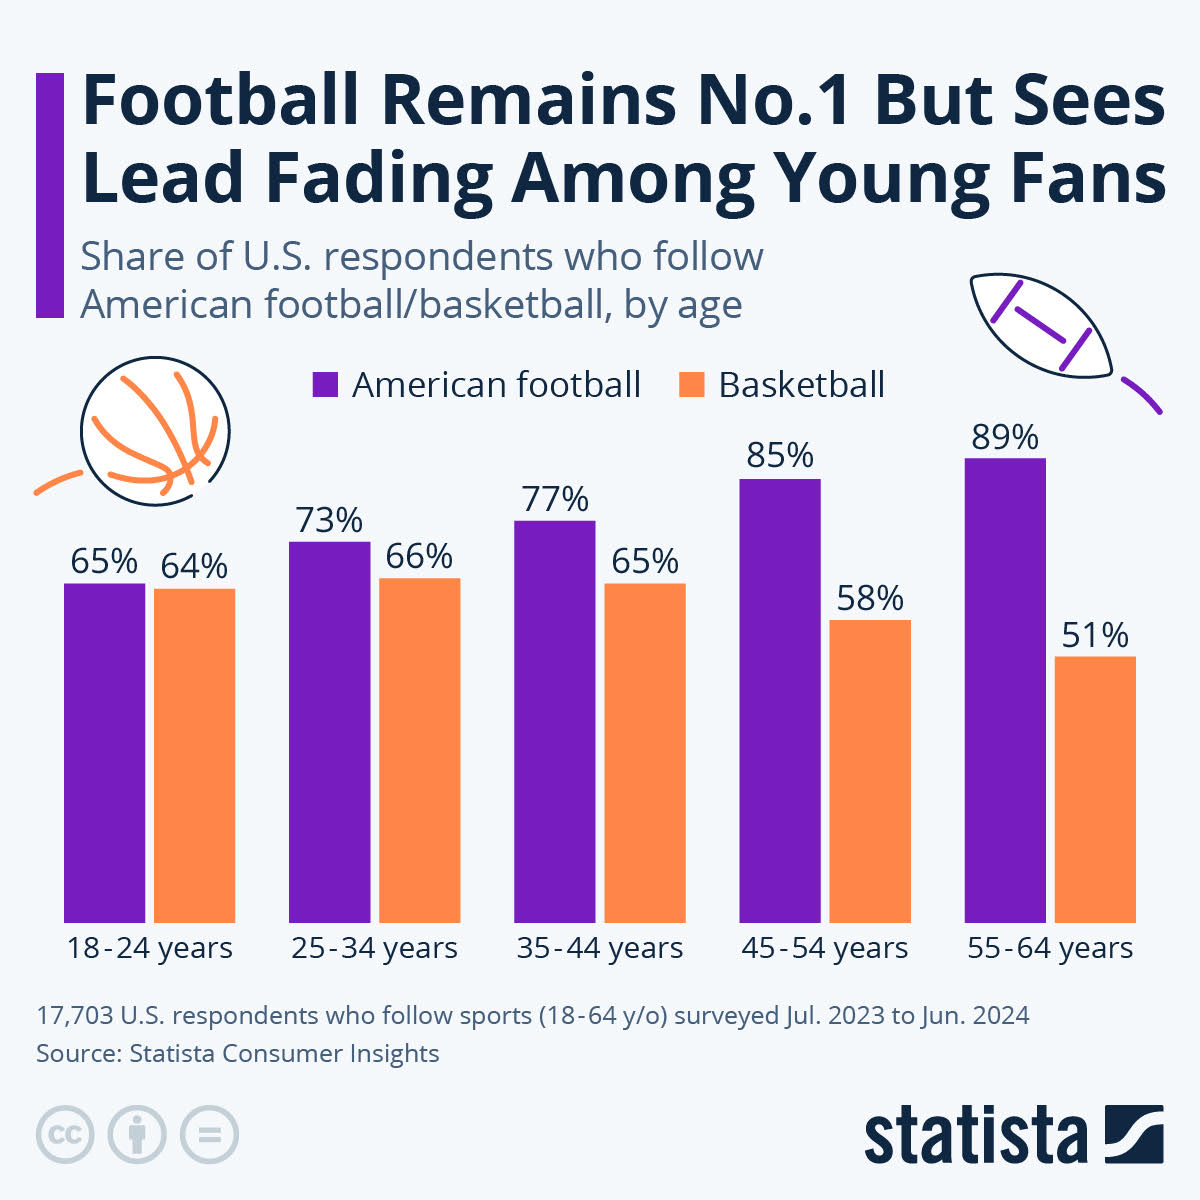 Football Remains No.1 But Sees
Lead Fading Among Young Fans
Share of U.S. respondents who follow
American football/basketball, by age
American football Basketball
65% 64% 73% 66% 77% 65% 85% 58% 89% 51%
18-24 years 25-34 years 35-44 years 45-54 years 55-64 years
17,703 U.S. respondents who follow sports (18-64 y/o) surveyed Jul. 2023 to Jun. 2024
Source: Statista Consumer Insights
cc
statista